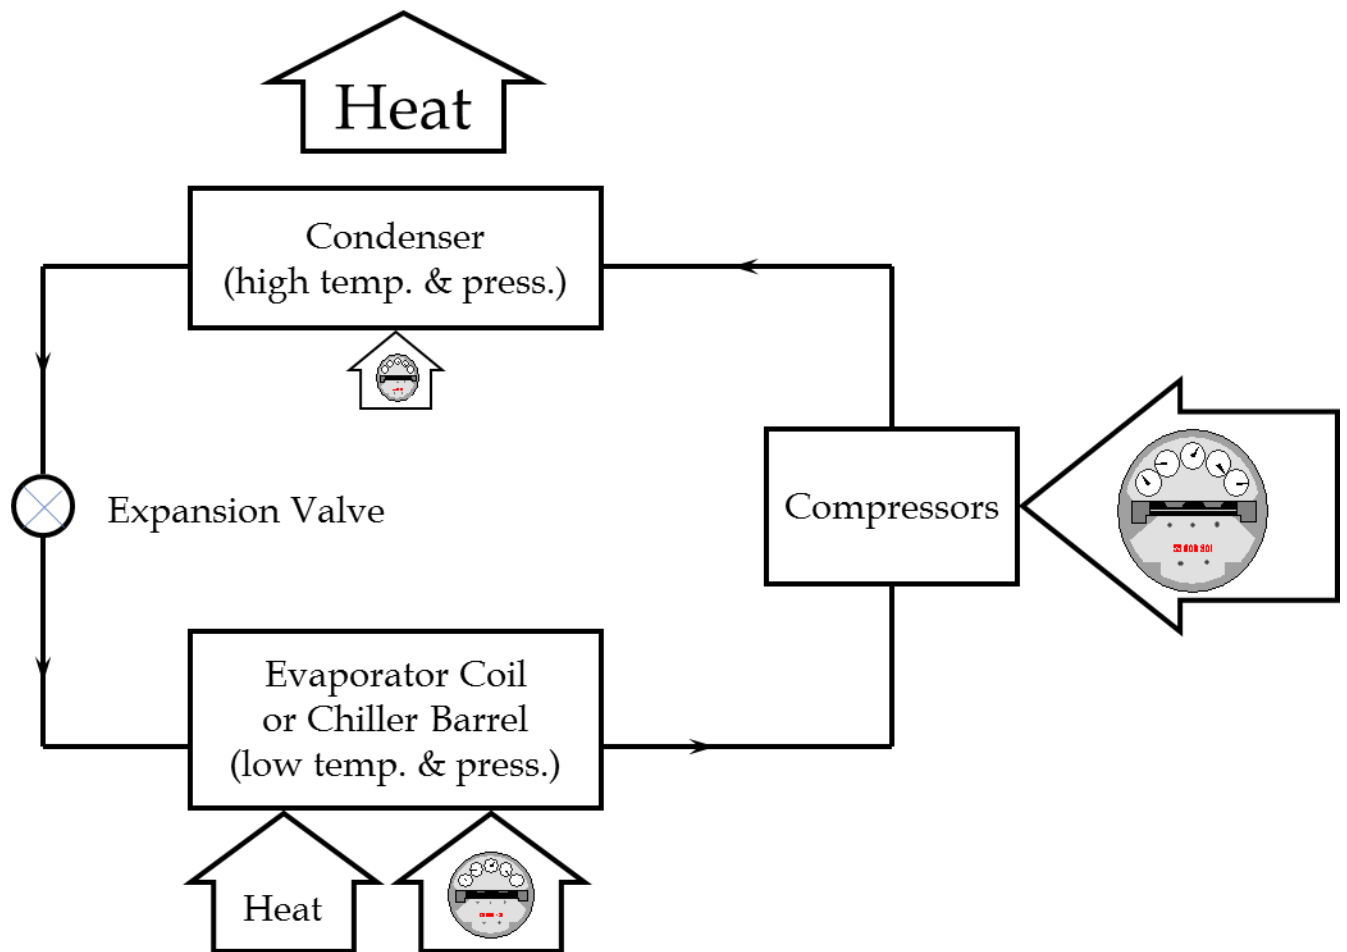 Heat
Condenser
(high temp. & press.)
Expansion Valve
Compressors
Evaporator Coil
or Chiller Barrel
(low temp. & press.)
Heat